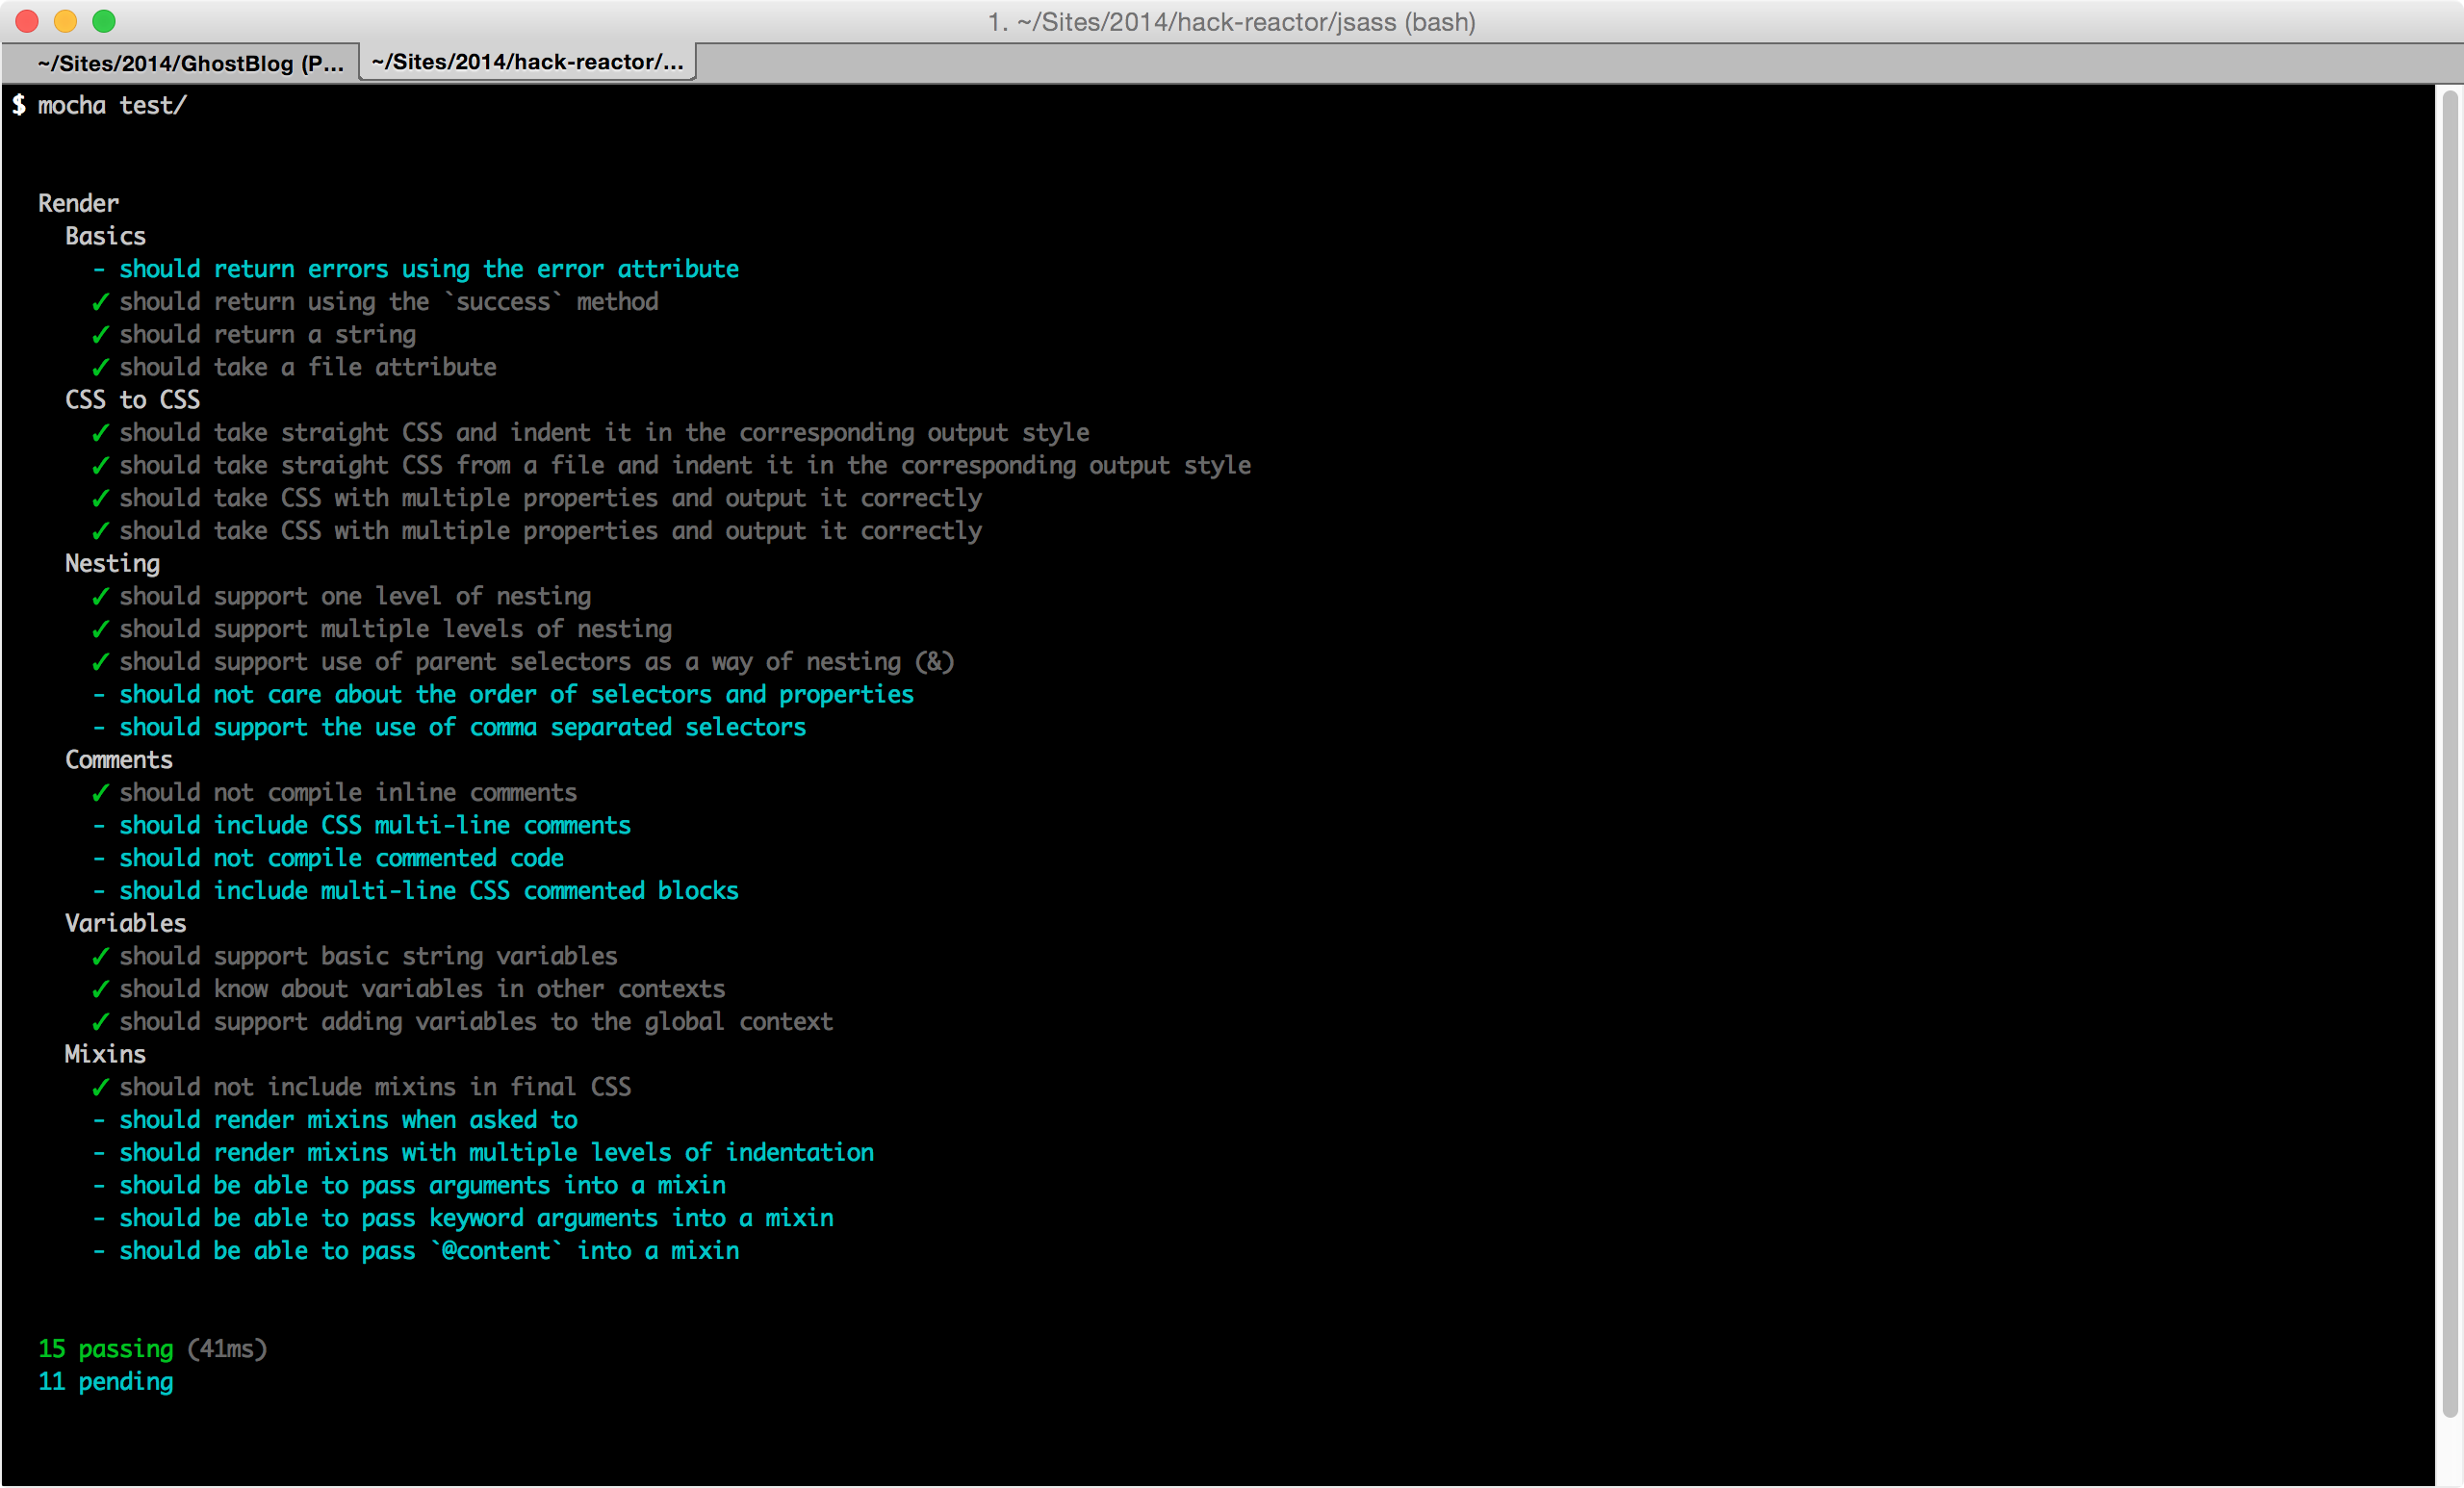 1. ~/Sites/2014/hack-reactor/jsass (bash)
~/Sites/2014/GhostBlog (P... ~/Sites/2014/hack-reactor/...
$ mocha test/
Render
Basics
- should return errors using the error attribute
✓ should return using the `success` method
✓ should return a string
✓ should take a file attribute
CSS to CSS
✓ should take straight CSS and indent it in the corresponding output style
✓ should take straight CSS from a file and indent it in the corresponding output style
✓ should take CSS with multiple properties and output it correctly
✓ should take CSS with multiple properties and output it correctly
Nesting
✓ should support one level of nesting
✓ should support multiple levels of nesting
✓ should support use of parent selectors as a way of nesting (&)
- should not care about the order of selectors and properties
- should support the use of comma separated selectors
Comments
✓ should not compile inline comments
- should include CSS multi-line comments
- should not compile commented code
- should include multi-line CSS commented blocks
Variables
✓ should support basic string variables
✓ should know about variables in other contexts
✓ should support adding variables to the global context
Mixins
✓ should not include mixins in final CSS
- should render mixins when asked to
- should render mixins with multiple levels of indentation
- should be able to pass arguments into a mixin
- should be able to pass keyword arguments into a mixin
- should be able to pass `@content` into a mixin
15 passing (41ms)
11 pending